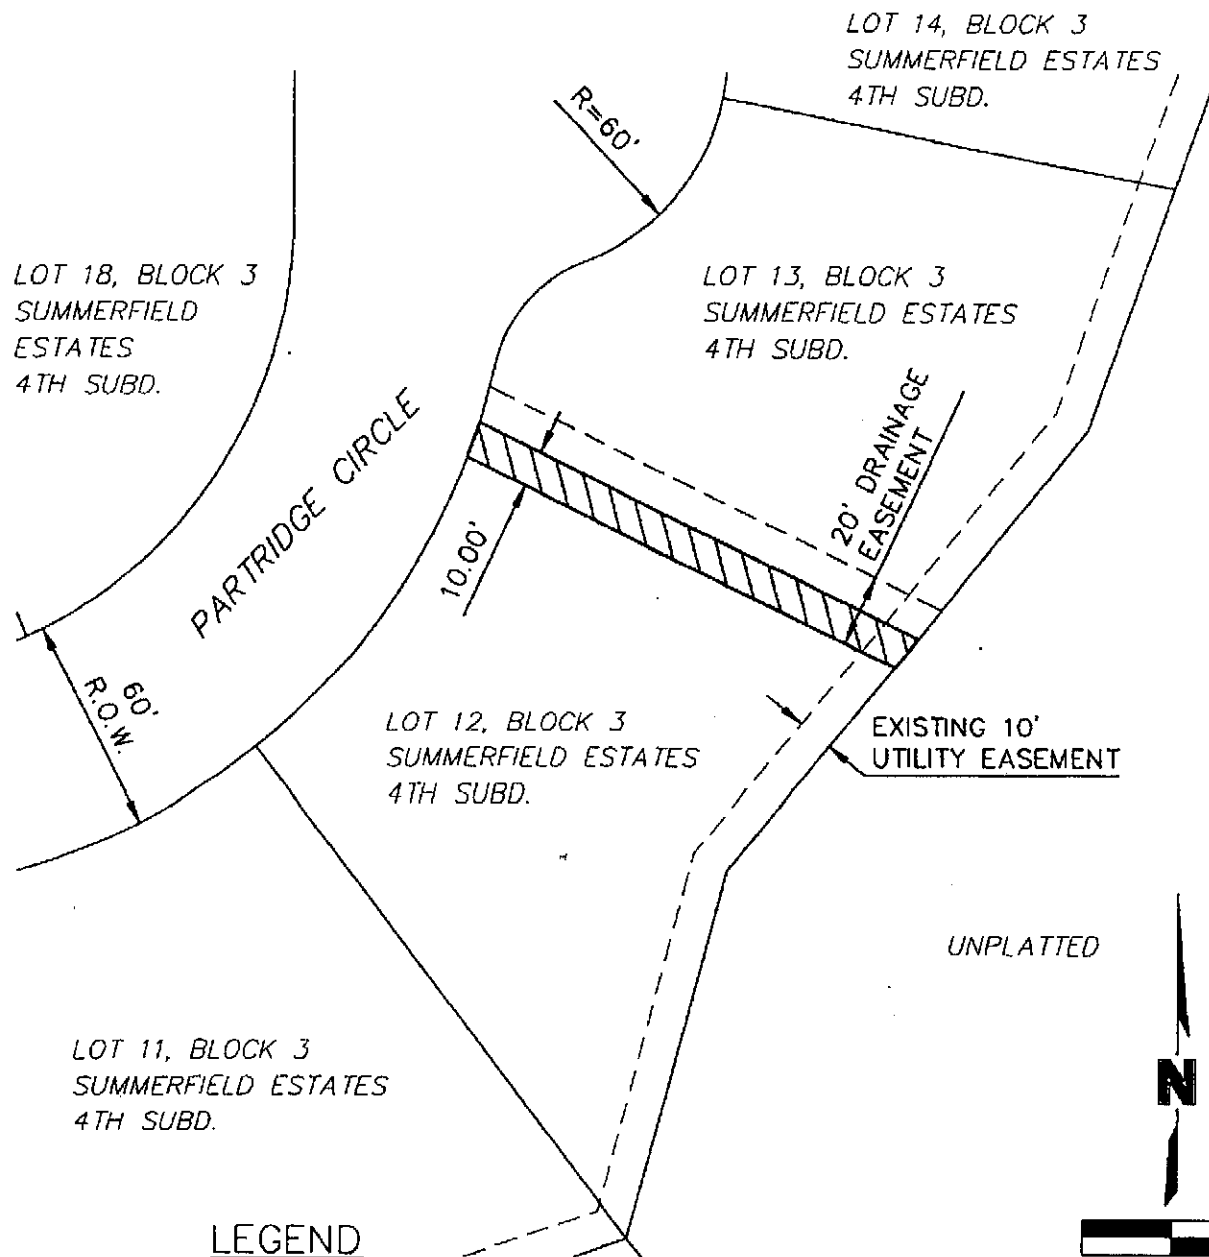 LOT 14, BLOCK 3
SUMMERFIELD ESTATES
4TH SUBD.
R=60'
LOT 18, BLOCK 3
SUMMERFIELD
ESTATES
4TH SUBD.
LOT 13, BLOCK 3
SUMMERFIELD ESTATES
4TH SUBD.
PARTRIDGE CIRCLE
20' DRAINAGE
EASEMENT
10.00'
60'
R.O.W.
LOT 12, BLOCK 3
SUMMERFIELD ESTATES
4TH SUBD.
EXISTING 10'
UTILITY EASEMENT
UNPLATTED
LOT 11, BLOCK 3
SUMMERFIELD ESTATES
4TH SUBD.
N
LEGEND